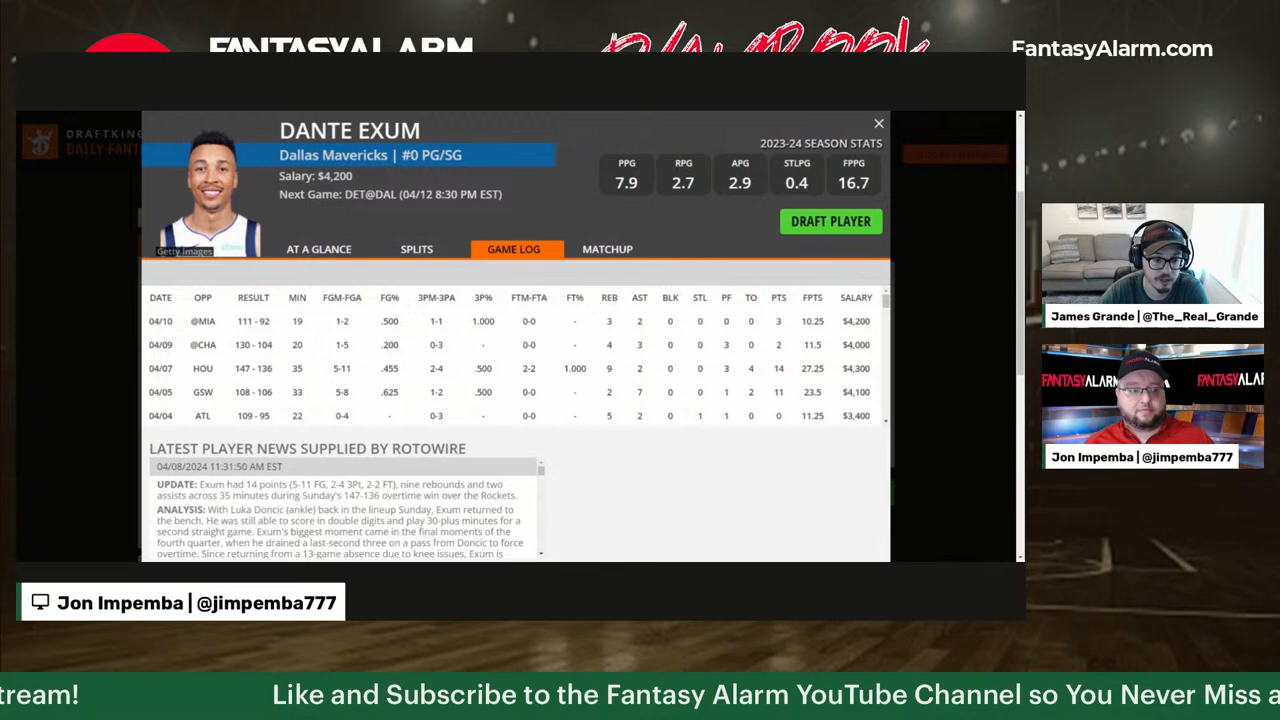 FANTASYALARM
FantasyAlarm.com
DRAFTKIN
DAILY FANT
DANTE EXUM
Dallas Mavericks | #0 PG/SG
Salary: $4,200
Next Game: DET@DAL (04/12 8:30 PM EST)
Getty Images
2023-24 SEASON STATS
PPG RPG APG STLPG FPPG
7.9 2.7 2.9 0.4 16.7
DRAFT PLAYER
AT A GLANCE SPLITS GAME LOG MATCHUP
DATE OPP RESULT MIN FGM-FGA FG% 3PM-3PA 3P% FTM-FTA FT% REB AST BLK STL PF TO PTS FPTS SALARY
04/10 @MIA 111 - 92 19 1-2 .500 1-1 1.000 0-0 - 3 2 0 0 0 0 3 10.25 $4,200
04/09 @CHA 130 - 104 20 1-5 .200 0-3 - 0-0 - 4 3 0 0 3 0 2 11.5 $4,000
04/07 HOU 147 - 136 35 5-11 .455 2-4 .500 2-2 1.000 9 2 0 0 3 4 14 27.25 $4,300
04/05 GSW 108 - 106 33 5-8 .625 1-2 .500 0-0 - 2 7 0 0 1 2 11 23.5 $4,100
04/04 ATL 109 - 95 22 0-4 - 0-3 - 0-0 - 5 2 0 1 1 0 0 11.25 $3,400
LATEST PLAYER NEWS SUPPLIED BY ROTOWIRE
04/08/2024 11:31:50 AM EST
UPDATE: Exum had 14 points (5-11 FG, 2-4 3Pt, 2-2 FT), nine rebounds and two
assists across 35 minutes during Sunday's 147-136 overtime win over the Rockets.
ANALYSIS: With Luka Doncic (ankle) back in the lineup Sunday, Exum returned to
the bench. He was still able to score in double digits and play 30-plus minutes for a
second straight game. Exum's biggest moment came in the final moments of the
fourth quarter, when he drained a last-second three on a pass from Doncic to force
overtime. Since returning from a 13-game absence due to knee issues, Exum is
James Grande | @The_Real_Grande
FANTASYALARM
FANTASYALAR
Jon Impemba | @jimpemba777
Jon Impemba | @jimpemba777
tream! Like and Subscribe to the Fantasy Alarm YouTube Channel so You Never Miss a